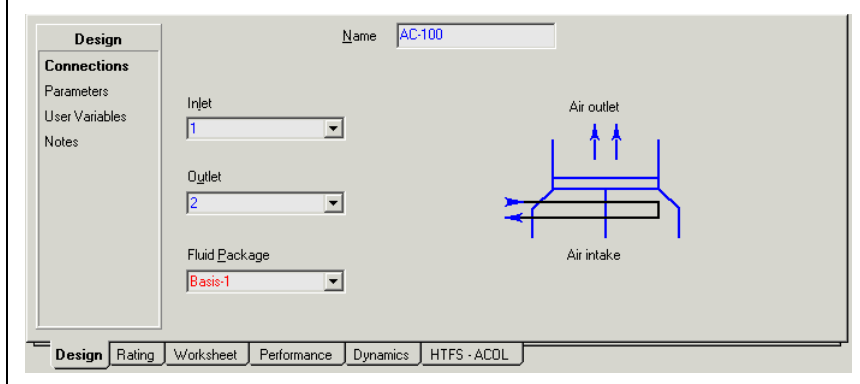 Design
Connections
Parameters
User Variables
Notes
Name AC-100
Inlet
1
Outlet
2
Fluid Package
Basis-1
Air outlet
Air intake
Design Rating Worksheet Performance Dynamics HTFS - ACOL